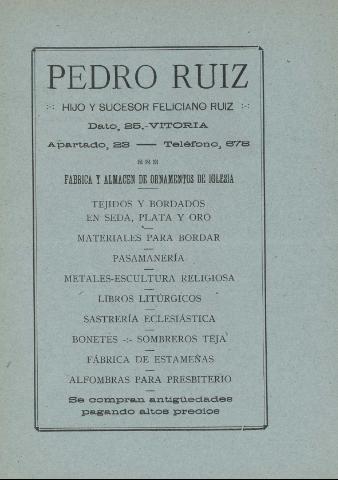 PEDRO RUIZ
:-: HIJO Y SUCESOR FELICIANO RUIZ :-:
Dato, 25,-VITORIA
Apartado, 23 — Teléfono, 678
FABRICA Y ALMACEN DE ORNAMENTOS DE IGLESIA
TEJIDOS Y BORDADOS
EN SEDA, PLATA Y ORO
MATERIALES PARA BORDAR
PASAMANERÍA
METALES-ESCULTURA RELIGIOSA
LIBROS LITÚRGICOS
SASTRERÍA ECLESIÁSTICA
BONETES -:- SOMBREROS TEJA
FÁBRICA DE ESTAMEÑAS
ALFOMBRAS PARA PRESBITERIO
Se compran antigüedades
pagando altos precios